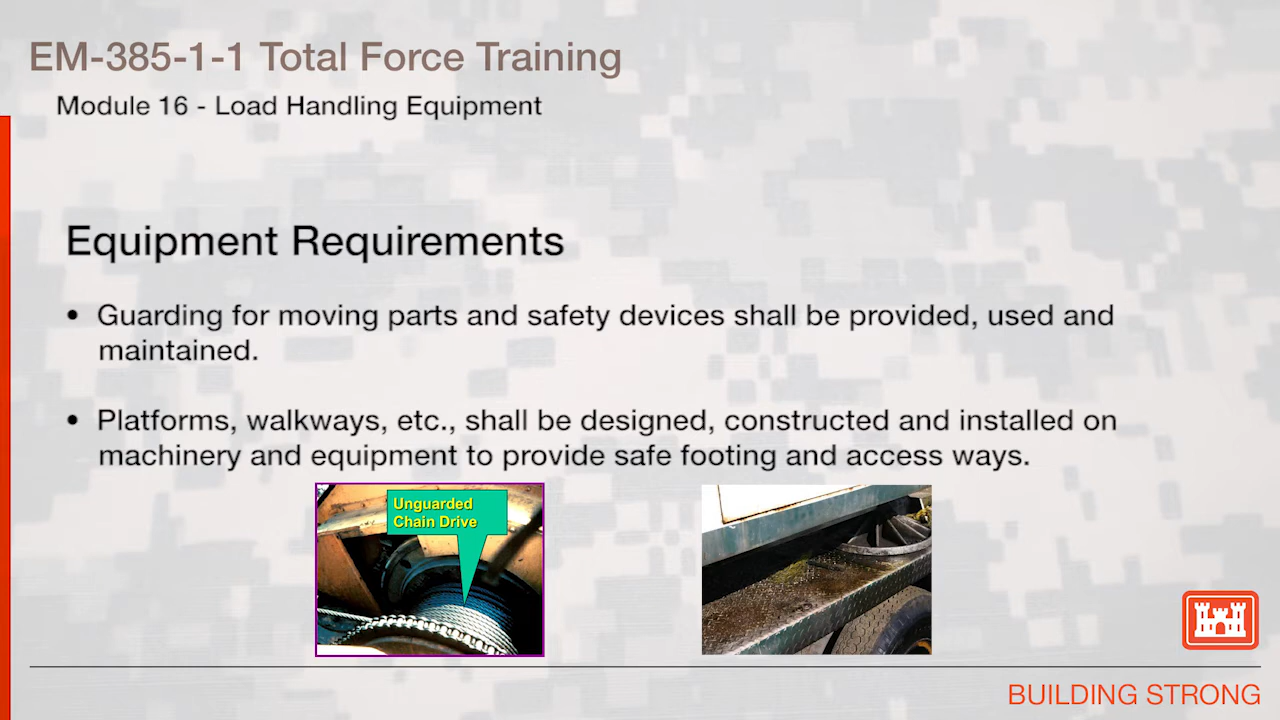 EM-385-1-1 Total Force Training
Module 16 - Load Handling Equipment
Equipment Requirements
• Guarding for moving parts and safety devices shall be provided, used and
maintained.
• Platforms, walkways, etc., shall be designed, constructed and installed on
machinery and equipment to provide safe footing and access ways.
Unguarded
Chain Drive
BUILDING STRONG